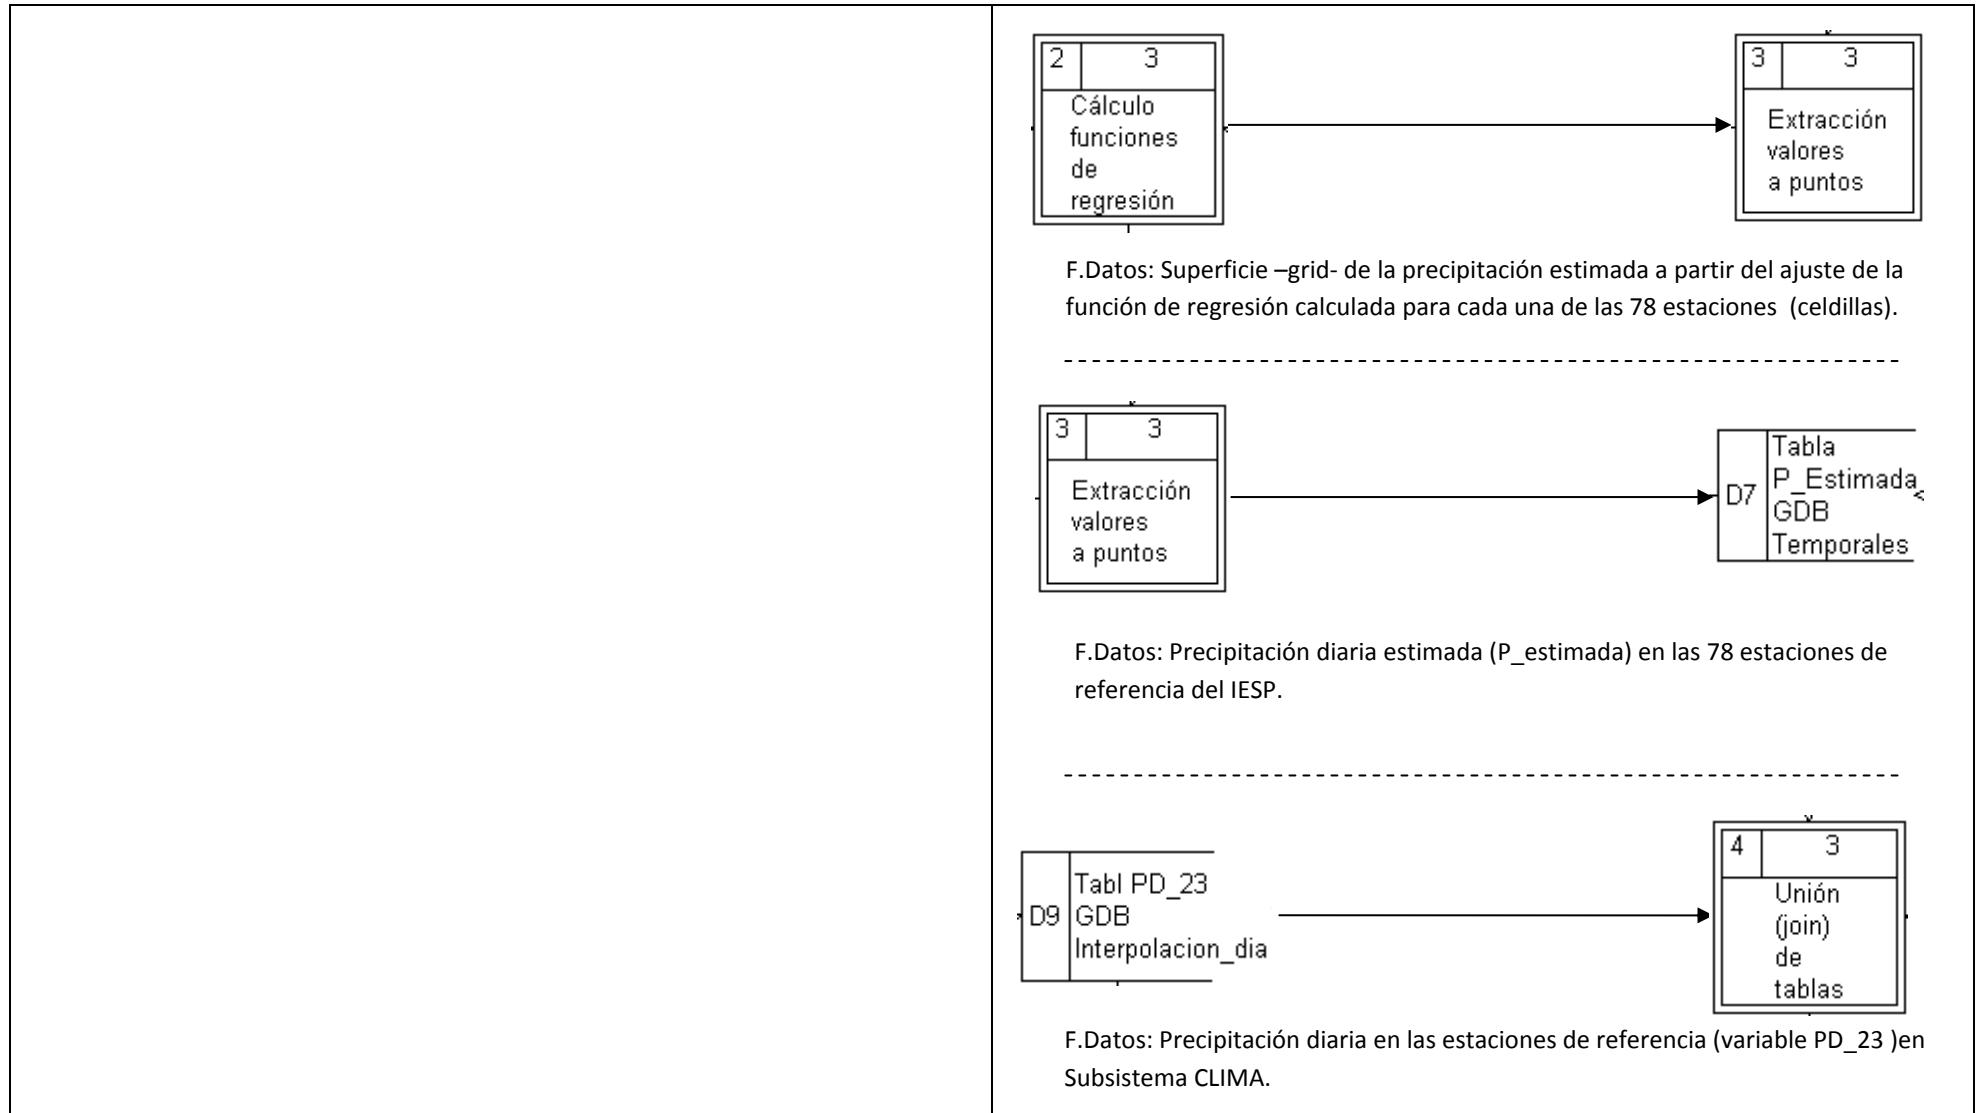 2 3
Cálculo
funciones
de
regresión
3 3
Extracción
valores
a puntos
F.Datos: Superficie –grid- de la precipitación estimada a partir del ajuste de la
función de regresión calculada para cada una de las 78 estaciones (celdillas).
3 3
Extracción
valores
a puntos
D7
Tabla
P_Estimada_
GDB
Temporales
F.Datos: Precipitación diaria estimada (P_estimada) en las 78 estaciones de
referencia del IESP.
D9
Tabl PD_23
GDB
Interpolacion_dia
4 3
Unión
(join)
de
tablas
F.Datos: Precipitación diaria en las estaciones de referencia (variable PD_23 )en
Subsistema CLIMA.